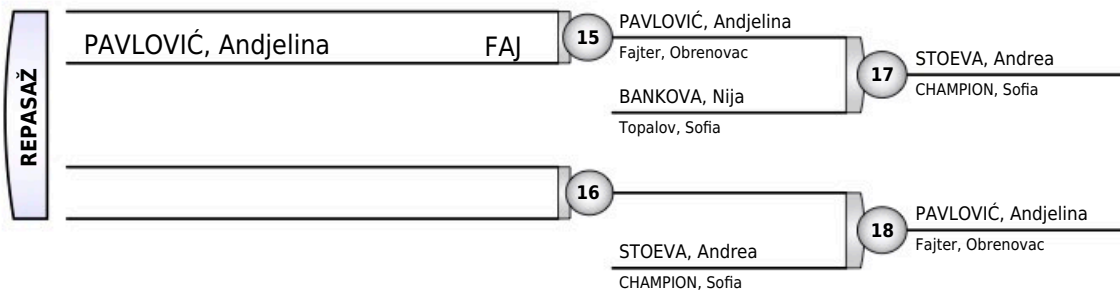 REPASAŽ
PAVLOVIĆ, Andjelina FAJ
15
PAVLOVIĆ, Andjelina
Fajter, Obrenovac
BANKOVA, Nija
Topalov, Sofia
17
STOEVA, Andrea
CHAMPION, Sofia
16
STOEVA, Andrea
CHAMPION, Sofia
18
PAVLOVIĆ, Andjelina
Fajter, Obrenovac